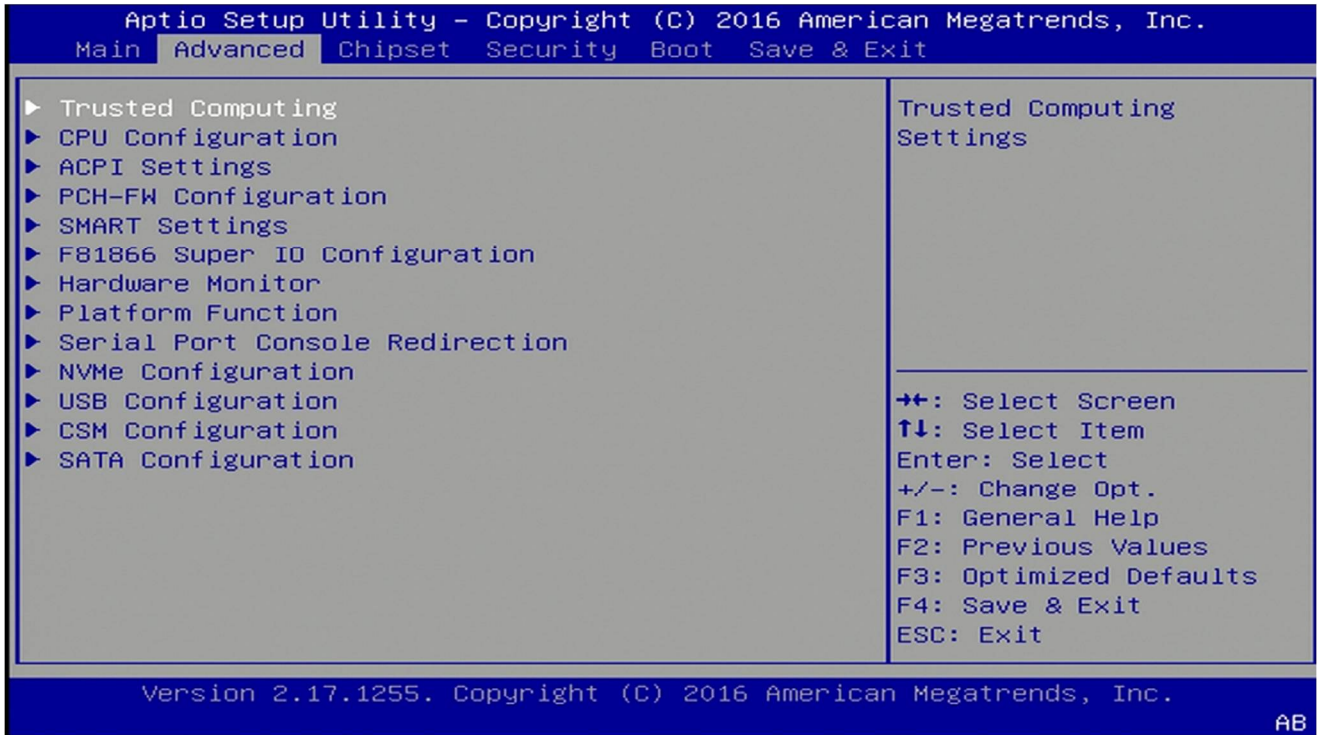 Aptio Setup Utility – Copyright (C) 2016 American Megatrends, Inc.
Main Advanced Chipset Security Boot Save & Exit
▶ Trusted Computing
▶ CPU Configuration
▶ ACPI Settings
▶ PCH-FW Configuration
▶ SMART Settings
▶ F81866 Super IO Configuration
▶ Hardware Monitor
▶ Platform Function
▶ Serial Port Console Redirection
▶ NVMe Configuration
▶ USB Configuration
▶ CSM Configuration
▶ SATA Configuration
Trusted Computing
Settings
→←: Select Screen
↑↓: Select Item
Enter: Select
+/-: Change Opt.
F1: General Help
F2: Previous Values
F3: Optimized Defaults
F4: Save & Exit
ESC: Exit
Version 2.17.1255. Copyright (C) 2016 American Megatrends, Inc.
AB